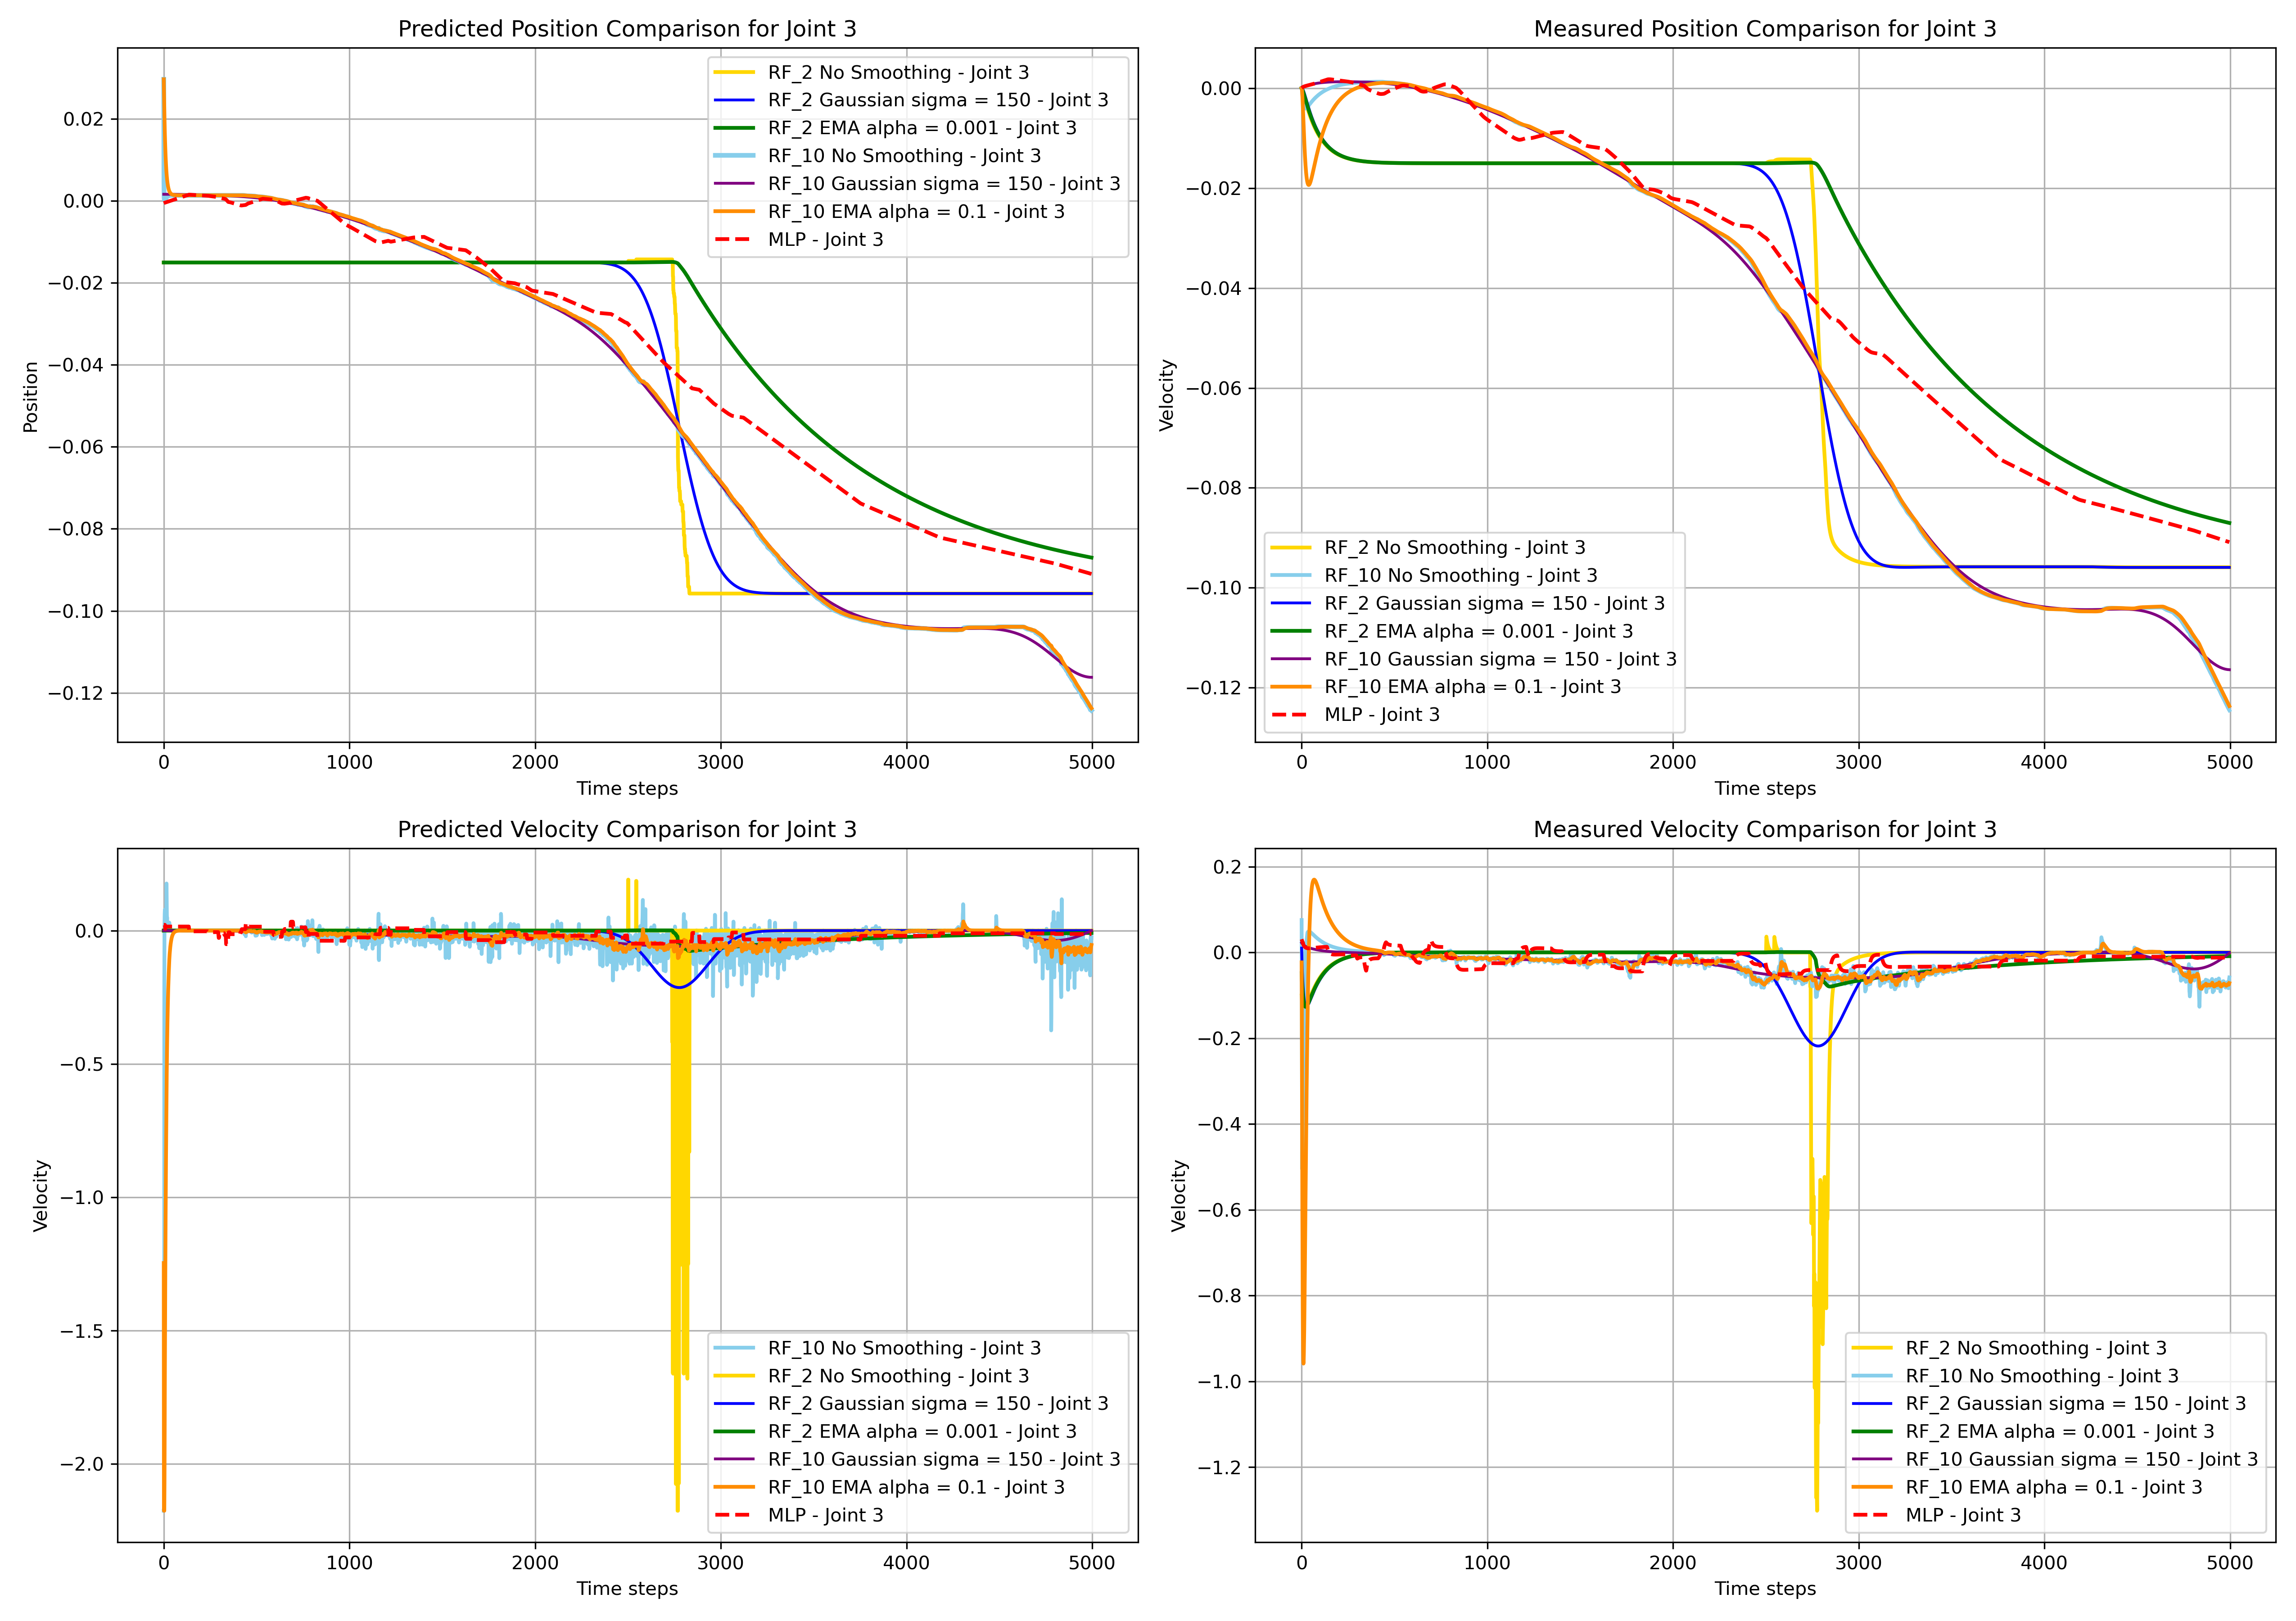 Predicted Position Comparison for Joint 3
Position
0.02
0.00
−0.02
−0.04
−0.06
−0.08
−0.10
−0.12
RF_2 No Smoothing - Joint 3
RF_2 Gaussian sigma = 150 - Joint 3
RF_2 EMA alpha = 0.001 - Joint 3
RF_10 No Smoothing - Joint 3
RF_10 Gaussian sigma = 150 - Joint 3
RF_10 EMA alpha = 0.1 - Joint 3
MLP - Joint 3
0 1000 2000 3000 4000 5000
Time steps
Measured Position Comparison for Joint 3
Velocity
0.00
−0.02
−0.04
−0.06
−0.08
−0.10
−0.12
RF_2 No Smoothing - Joint 3
RF_10 No Smoothing - Joint 3
RF_2 Gaussian sigma = 150 - Joint 3
RF_2 EMA alpha = 0.001 - Joint 3
RF_10 Gaussian sigma = 150 - Joint 3
RF_10 EMA alpha = 0.1 - Joint 3
MLP - Joint 3
0 1000 2000 3000 4000 5000
Time steps
Predicted Velocity Comparison for Joint 3
Velocity
0.0
−0.5
−1.0
−1.5
−2.0
RF_10 No Smoothing - Joint 3
RF_2 No Smoothing - Joint 3
RF_2 Gaussian sigma = 150 - Joint 3
RF_2 EMA alpha = 0.001 - Joint 3
RF_10 Gaussian sigma = 150 - Joint 3
RF_10 EMA alpha = 0.1 - Joint 3
MLP - Joint 3
0 1000 2000 3000 4000 5000
Time steps
Measured Velocity Comparison for Joint 3
Velocity
0.2
0.0
−0.2
−0.4
−0.6
−0.8
−1.0
−1.2
RF_2 No Smoothing - Joint 3
RF_10 No Smoothing - Joint 3
RF_2 Gaussian sigma = 150 - Joint 3
RF_2 EMA alpha = 0.001 - Joint 3
RF_10 Gaussian sigma = 150 - Joint 3
RF_10 EMA alpha = 0.1 - Joint 3
MLP - Joint 3
0 1000 2000 3000 4000 5000
Time steps